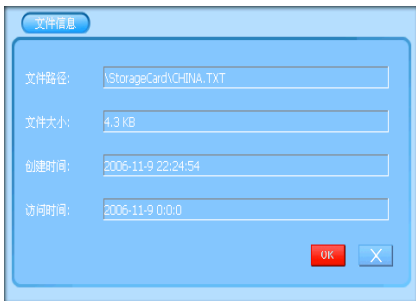 文件信息
文件路径: \StorageCard\CHINA.TXT
文件大小: 4.3 KB
创建时间: 2006-11-9 22:24:54
访问时间: 2006-11-9 0:0:0
OK X